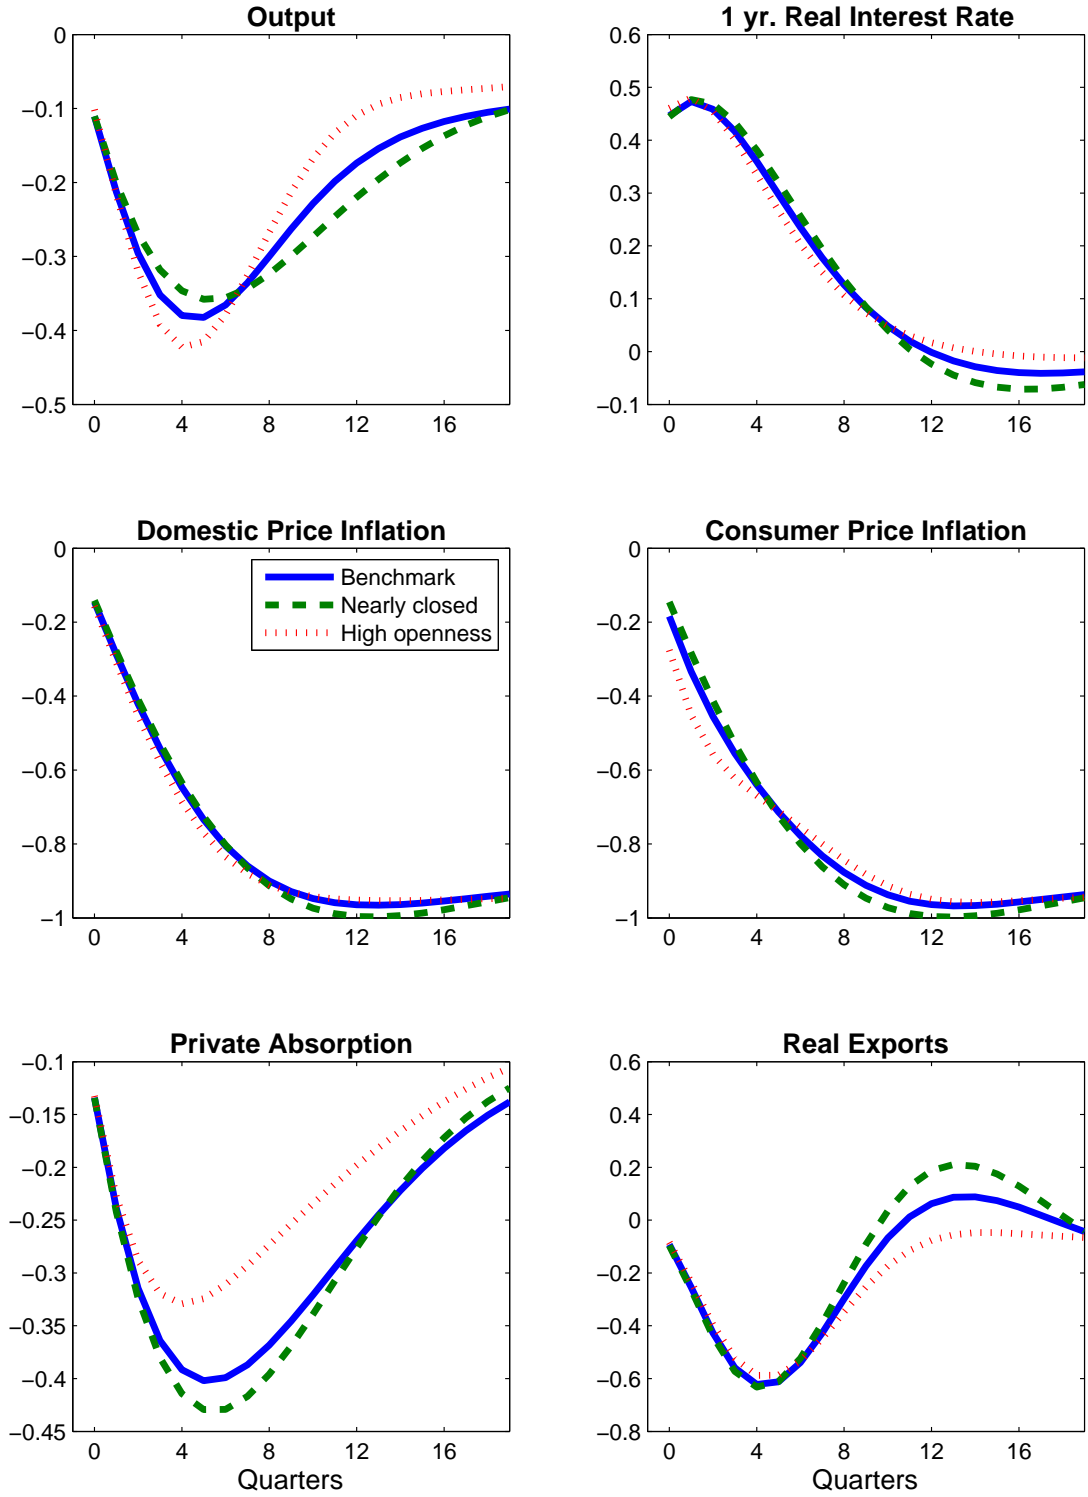 Output
0
−0.1
−0.2
−0.3
−0.4
−0.5
0 4 8 12 16
1 yr. Real Interest Rate
0.6
0.5
0.4
0.3
0.2
0.1
0
−0.1
0 4 8 12 16
Domestic Price Inflation
0
−0.2
−0.4
−0.6
−0.8
−1
0 4 8 12 16
Benchmark
Nearly closed
High openness
Consumer Price Inflation
0
−0.2
−0.4
−0.6
−0.8
−1
0 4 8 12 16
Private Absorption
−0.1
−0.15
−0.2
−0.25
−0.3
−0.35
−0.4
−0.45
0 4 8 12 16
Quarters
Real Exports
0.6
0.4
0.2
0
−0.2
−0.4
−0.6
−0.8
0 4 8 12 16
Quarters